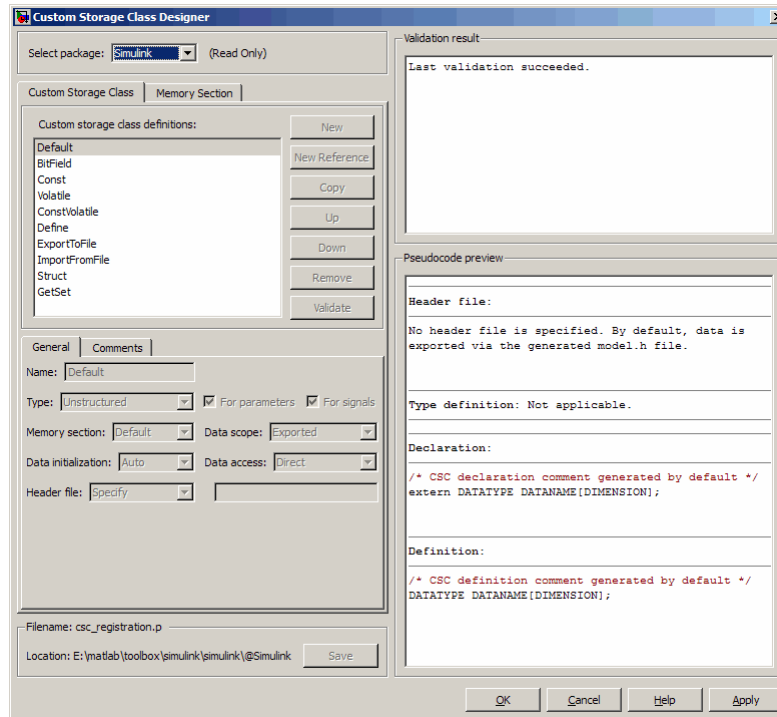 Custom Storage Class Designer
Select package: Simulink (Read Only)
Custom Storage Class Memory Section
Custom storage class definitions:
Default
BitField
Const
Volatile
ConstVolatile
Define
ExportToFile
ImportFromFile
Struct
GetSet
New
New Reference
Copy
Up
Down
Remove
Validate
General Comments
Name: Default
Type: Unstructured For parameters For signals
Memory section: Default Data scope: Exported
Data initialization: Auto Data access: Direct
Header file: Specify
Filename: csc_registration.p
Location: E:\matlab\toolbox\simulink\simulink\@Simulink Save
Validation result
Last validation succeeded.
Pseudocode preview
Header file:
No header file is specified. By default, data is
exported via the generated model.h file.
Type definition: Not applicable.
Declaration:
/* CSC declaration comment generated by default */
extern DATATYPE DATANAME[DIMENSION];
Definition:
/* CSC definition comment generated by default */
DATATYPE DATANAME[DIMENSION];
OK Cancel Help Apply